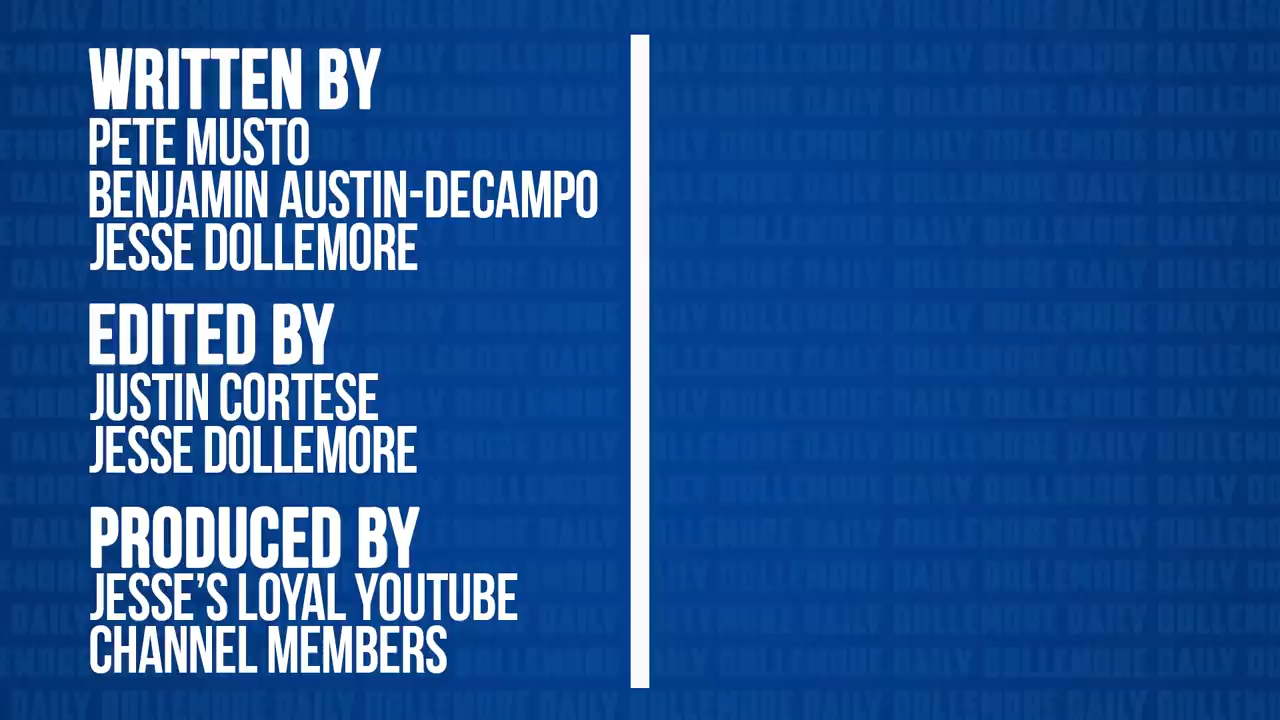 WRITTEN BY
PETE MUSTO
BENJAMIN AUSTIN-DECAMPO
JESSE DOLLEMORE
EDITED BY
JUSTIN CORTESE
JESSE DOLLEMORE
PRODUCED BY
JESSE'S LOYAL YOUTUBE
CHANNEL MEMBERS